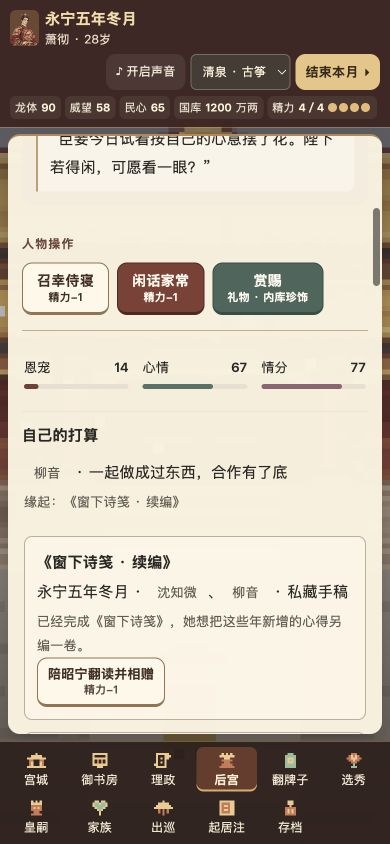 永宁五年冬月
萧彻 · 28岁
♪ 开启声音
清泉 · 古筝
结束本月
龙体 90 威望 58 民心 65 国库 1200 万两 精力 4 / 4
臣妾今日试着按自己的心意摆了花。陛下
若得闲，可愿看一眼？”
人物操作
召幸侍寝
精力−1
闲话家常
精力−1
赏赐
礼物 · 内库珍饰
恩宠 14 心情 67 情分 77
自己的打算
柳音 · 一起做成过东西，合作有了底
缘起：《窗下诗笺 · 续编》
《窗下诗笺 · 续编》
永宁五年冬月 · 沈知微 、 柳音 · 私藏手稿
已经完成《窗下诗笺》，她想把这些年新增的心得另
编一卷。
陪昭宁翻读并相赠
精力−1
宫城 御书房 理政 后宫 翻牌子 选秀
皇嗣 家族 出巡 起居注 存档